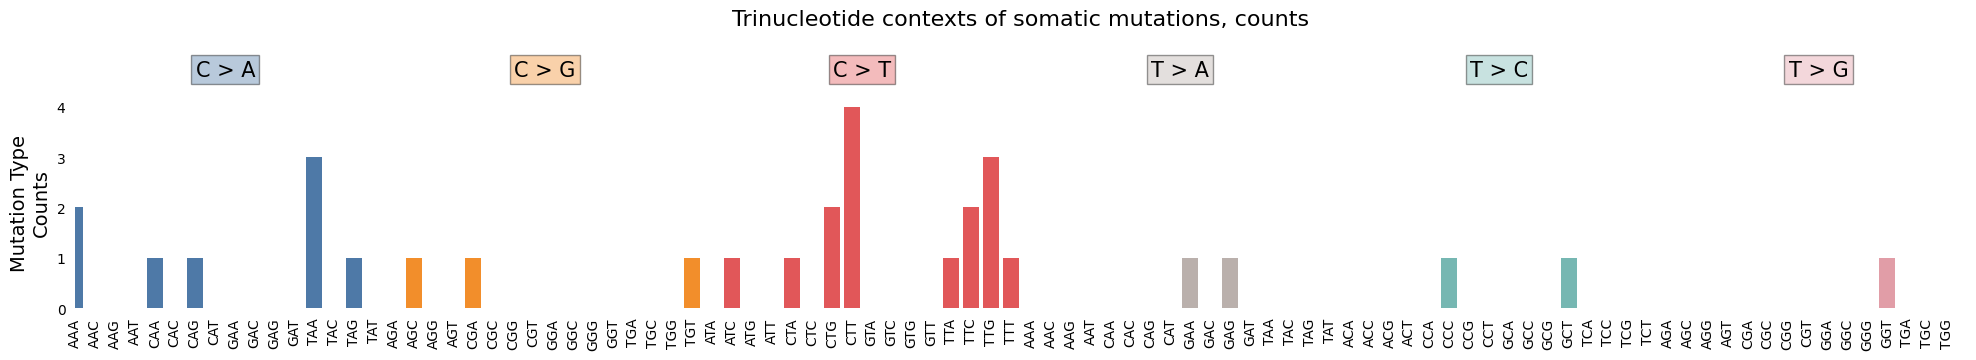 Trinucleotide contexts of somatic mutations, counts
C > A
C > G
C > T
T > A
T > C
T > G
Mutation Type
Counts
4
3
2
1
0
AAA AAC AAG AAT CAA CAC CAG CAT GAA GAC GAG GAT TAA TAC TAG TAT AGA AGC AGG AGT CGA CGC CGG CGT GGA GGC GGG GGT TGA TGC TGG TGT ATA ATC ATG ATT CTA CTC CTG CTT GTA GTC GTG GTT TTA TTC TTG TTT AAA AAC AAG AAT CAA CAC CAG CAT GAA GAC GAG GAT TAA TAC TAG TAT ACA ACC ACG ACT CCA CCC CCG CCT GCA GCC GCG GCT TCA TCC TCG TCT AGA AGC AGG AGT CGA CGC CGG CGT GGA GGC GGG GGT TGA TGC TGG